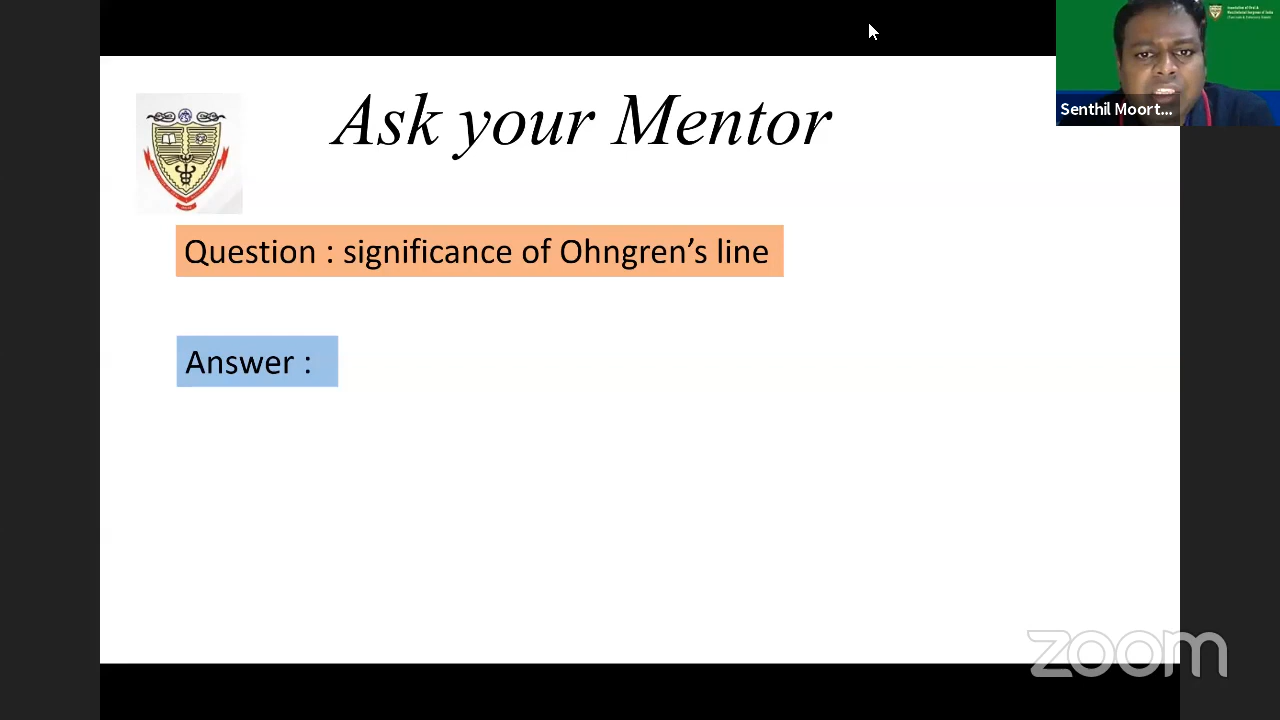 Ask your Mentor
Question : significance of Ohngren's line
Answer :
Senthil Moort...
zoom